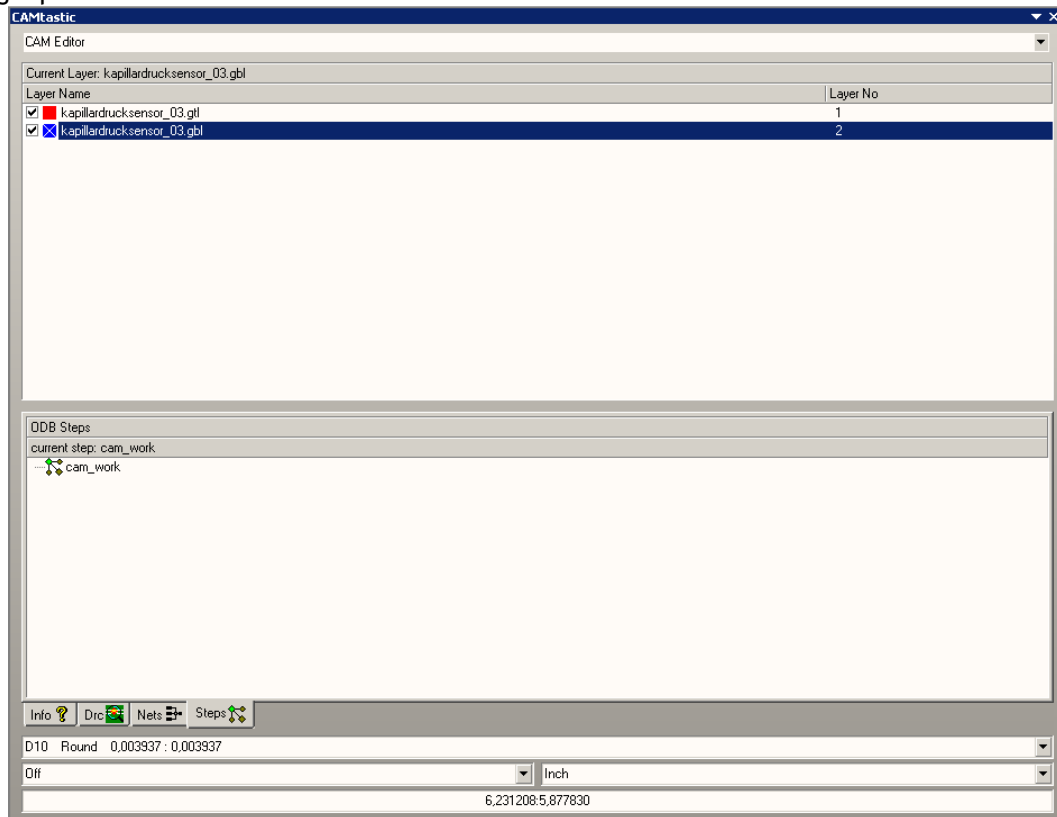 CAMtastic
CAM Editor
Current Layer: kapillardrucksensor_03.gbl
Layer Name Layer No
kapillardrucksensor_03.gtl 1
kapillardrucksensor_03.gbl 2
ODB Steps
current step: cam_work
cam_work
Info Drc Nets Steps
D10 Round 0,003937 : 0,003937
Off Inch
6,231208:5,877830